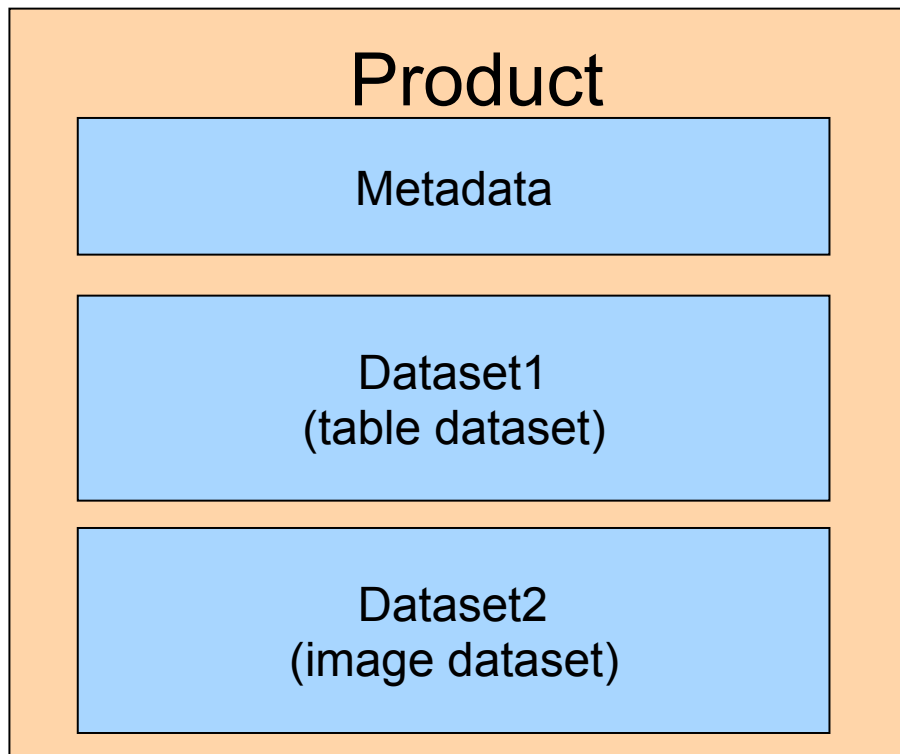 Product
Metadata
Dataset1
(table dataset)
Dataset2
(image dataset)